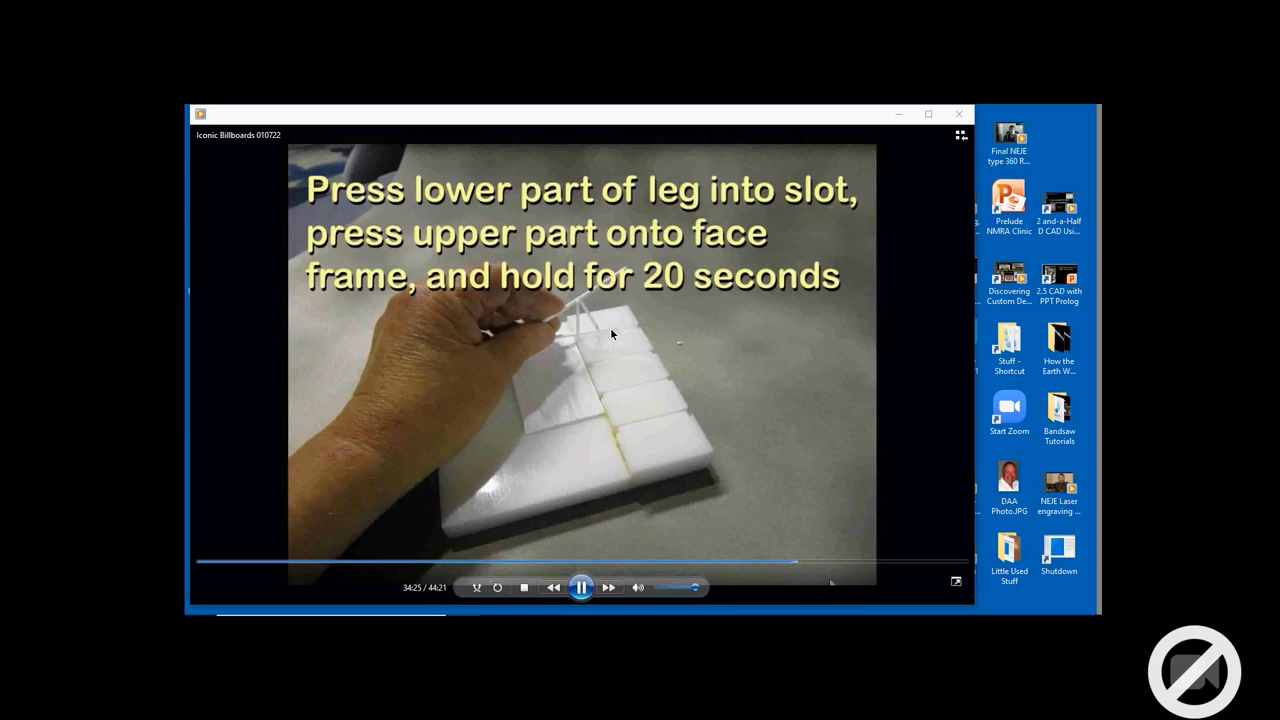 Iconic Billboards 010722
Press lower part of leg into slot,
press upper part onto face
frame, and hold for 20 seconds
34:25 / 44:21
Final NEJE
type 360 R...
Prelude
NMRA Clinic
2 and-a-Half
D CAD Usi...
Discovering
Custom De...
2.5 CAD with
PPT Prolog
Stuff -
Shortcut
How the
Earth W...
Start Zoom
Bandsaw
Tutorials
DAA
Photo.JPG
NEJE Laser
engraving ...
Little Used
Stuff
Shutdown